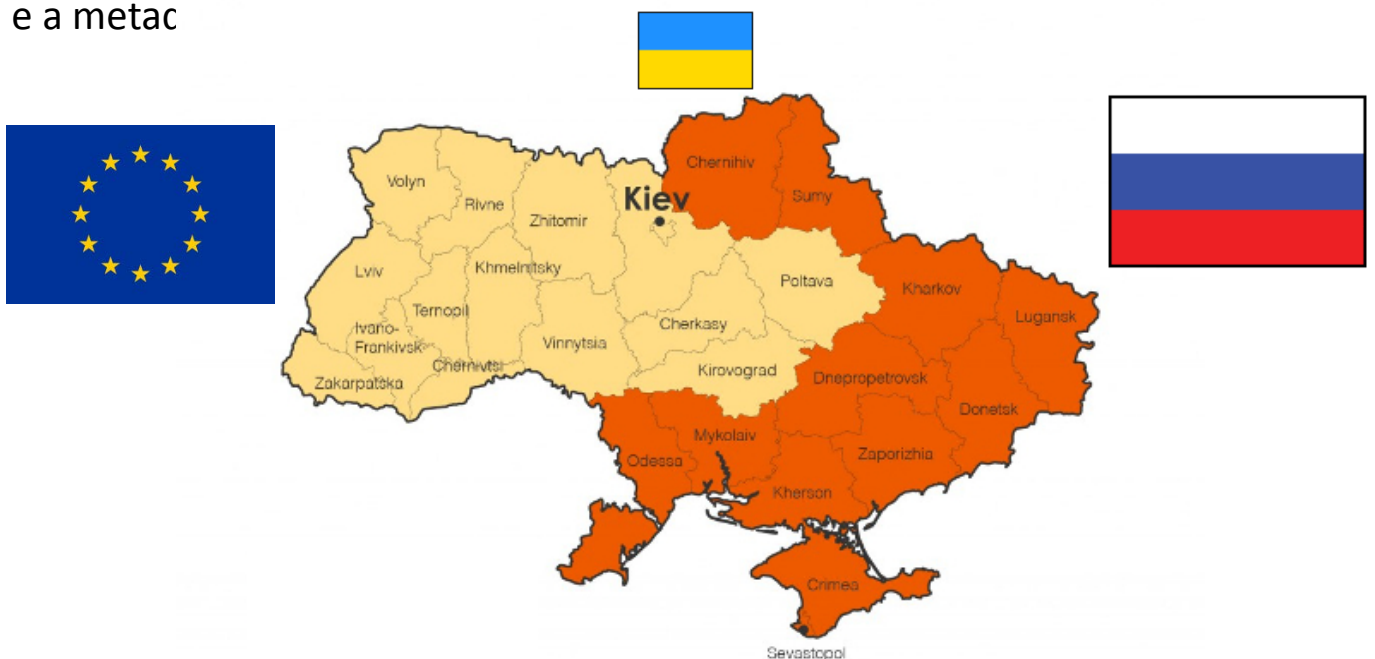 e a metac
Chernihiv
Volyn
Kiev
Sumy
Rivne
Zhitomir
Lviv
Khmelnitsky
Poltava
Kharkov
Ternopil
Lugansk
Ivano-
Frankivsk
Cherkasy
Vinnytsia
Chernivtsi
Kirovograd
Zakarpatska
Dnepropetrovsk
Donetsk
Mykolaiv
Zaporizhia
Odessa
Kherson
Crimea
Sevastopol